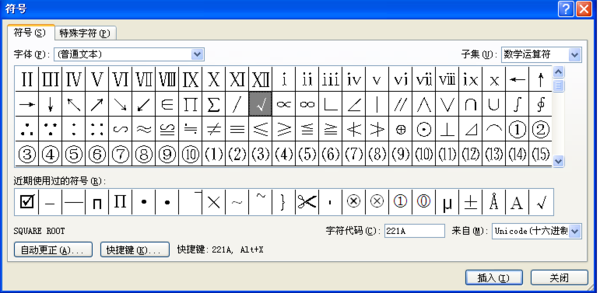 符号
符号(S) 特殊字符(P)
字体(F): (普通文本) 子集(U): 数学运算符
Ⅱ Ⅲ Ⅳ Ⅴ Ⅵ Ⅶ Ⅷ Ⅸ Ⅹ Ⅺ Ⅻ ⅰ ⅱ ⅲ ⅳ ⅴ ⅵ ⅶ ⅷ ⅸ ⅹ ← ↑
→ ↓ ↖ ↗ ↘ ↙ ∈ ∏ ∑ ∕ √ ∝ ∞ ∟ ∠ ∣ ∥ ∧ ∨ ∩ ∪ ∫ ∮
∴ ∵ ∶ ∷ ∽ ≈ ≌ ≒ ≠ ≡ ≤ ≥ ≦ ≧ ≮ ≯ ⊕ ⊙ ⊥ ⊿ ⌒ ① ②
③ ④ ⑤ ⑥ ⑦ ⑧ ⑨ ⑩ ⑴ ⑵ ⑶ ⑷ ⑸ ⑹ ⑺ ⑻ ⑼ ⑽ ⑾ ⑿ ⒀ ⒁ ⒂
近期使用过的符号(R):
☑ – — п ∏ • • ¯ × ~ ~ } ✂ · ⊗ ⊗ ① ⓪ μ ± Å A √
SQUARE ROOT 字符代码(C): 221A 来自(M): Unicode(十六进制
自动更正(A)... 快捷键(K)... 快捷键: 221A, Alt+X
插入(I) 关闭